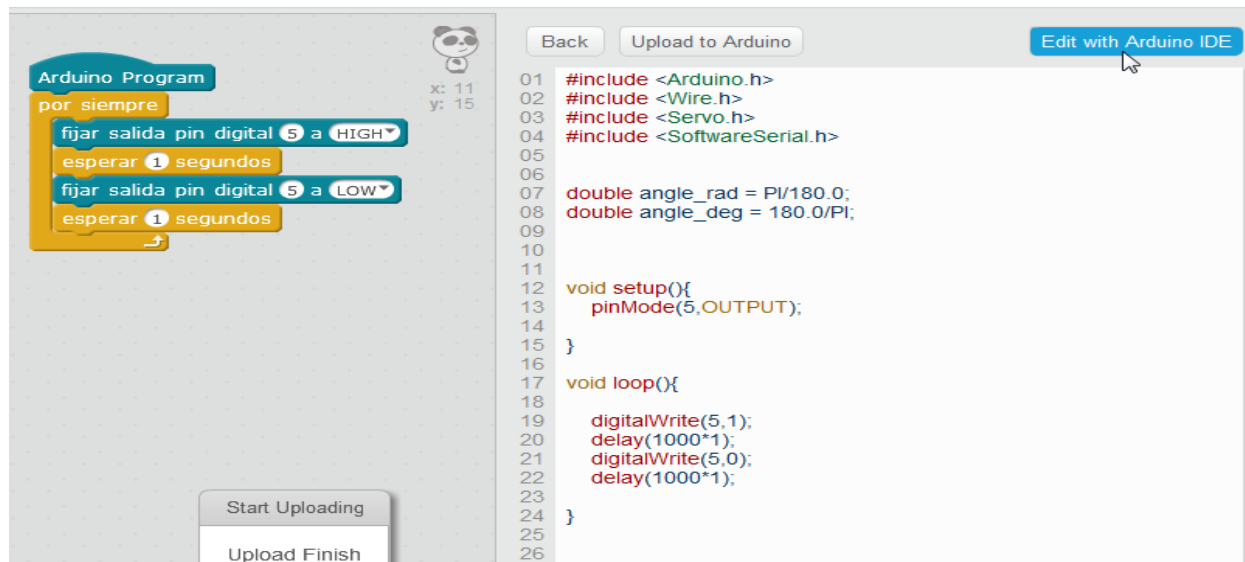 Arduino Program
por siempre
fijar salida pin digital 5 a HIGH
esperar 1 segundos
fijar salida pin digital 5 a LOW
esperar 1 segundos
x: 11
y: 15
Start Uploading
Upload Finish
Back
Upload to Arduino
Edit with Arduino IDE
01 #include <Arduino.h>
02 #include <Wire.h>
03 #include <Servo.h>
04 #include <SoftwareSerial.h>
05
06
07 double angle_rad = PI/180.0;
08 double angle_deg = 180.0/PI;
09
10
11
12 void setup(){
13 pinMode(5,OUTPUT);
14
15 }
16
17 void loop(){
18
19 digitalWrite(5,1);
20 delay(1000*1);
21 digitalWrite(5,0);
22 delay(1000*1);
23
24 }
25
26